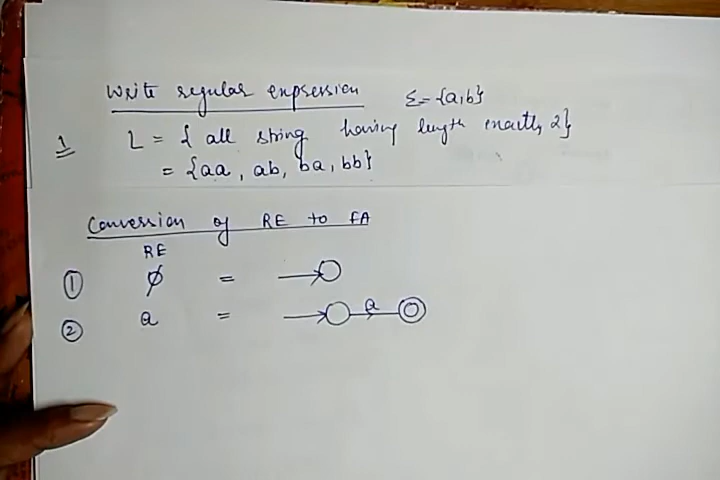 Write regular expression Σ={a,b}
1 L = { all string having length exactly 2}
= {aa, ab, ba, bb}
Conversion of RE to FA
RE
① ϕ =
② a = a